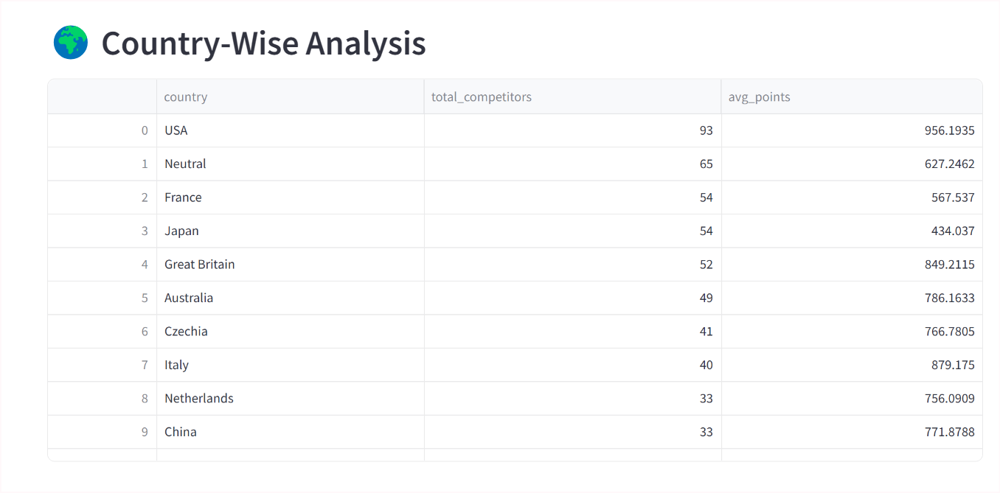 Country-Wise Analysis
country total_competitors avg_points
0 USA 93 956.1935
1 Neutral 65 627.2462
2 France 54 567.537
3 Japan 54 434.037
4 Great Britain 52 849.2115
5 Australia 49 786.1633
6 Czechia 41 766.7805
7 Italy 40 879.175
8 Netherlands 33 756.0909
9 China 33 771.8788